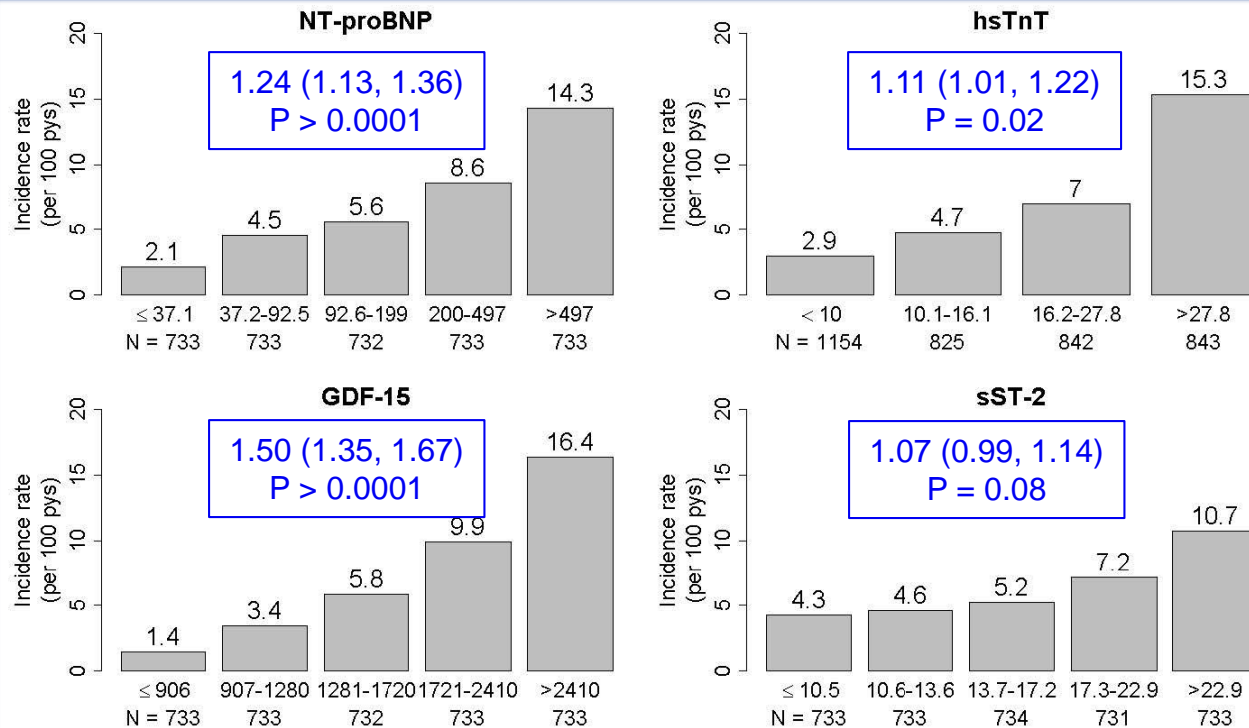 NT-proBNP
Incidence rate
(per 100 pys)
0 5 10 15 20
1.24 (1.13, 1.36)
P > 0.0001
2.1 4.5 5.6 8.6 14.3
≤ 37.1 37.2-92.5 92.6-199 200-497 >497
N = 733 733 732 733 733
hsTnT
Incidence rate
(per 100 pys)
0 5 10 15 20
1.11 (1.01, 1.22)
P = 0.02
2.9 4.7 7 15.3
< 10 10.1-16.1 16.2-27.8 >27.8
N = 1154 825 842 843
GDF-15
Incidence rate
(per 100 pys)
0 5 10 15 20
1.50 (1.35, 1.67)
P > 0.0001
1.4 3.4 5.8 9.9 16.4
≤ 906 907-1280 1281-1720 1721-2410 >2410
N = 733 733 732 733 733
sST-2
Incidence rate
(per 100 pys)
0 5 10 15 20
1.07 (0.99, 1.14)
P = 0.08
4.3 4.6 5.2 7.2 10.7
≤ 10.5 10.6-13.6 13.7-17.2 17.3-22.9 >22.9
N = 733 733 734 731 733